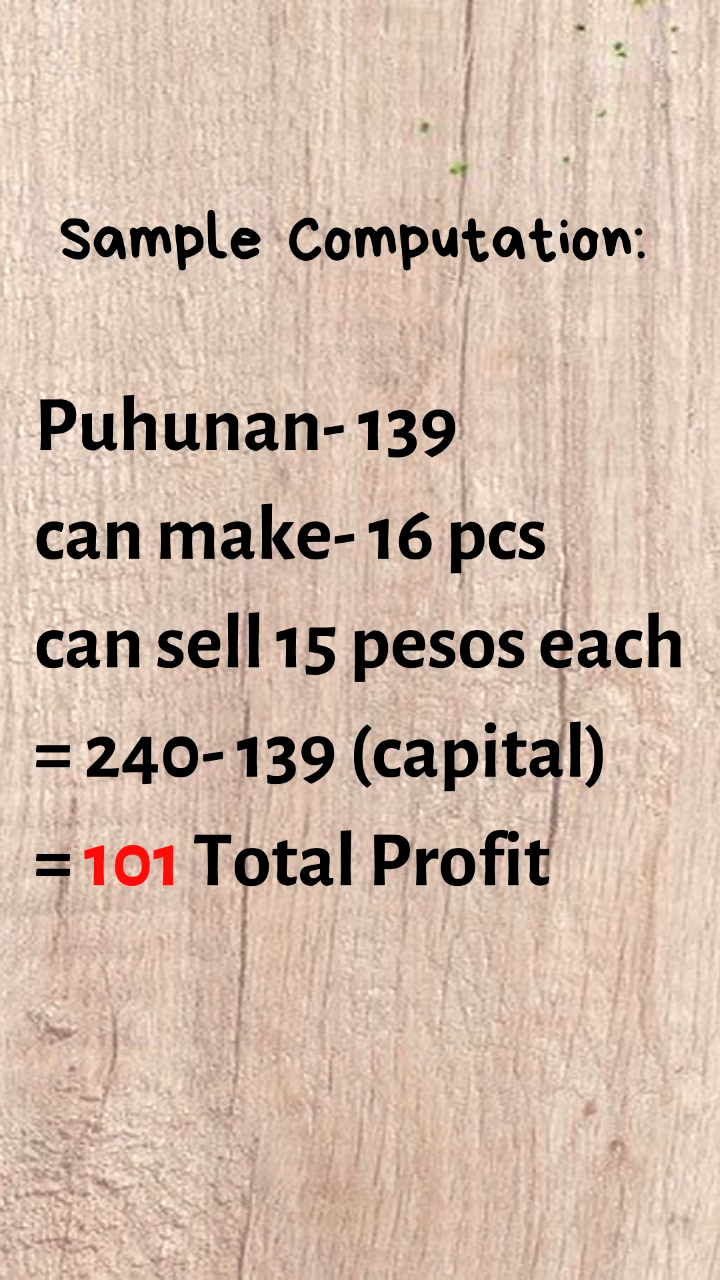 Sample Computation:
Puhunan- 139
can make- 16 pcs
can sell 15 pesos each
= 240- 139 (capital)
= 101 Total Profit